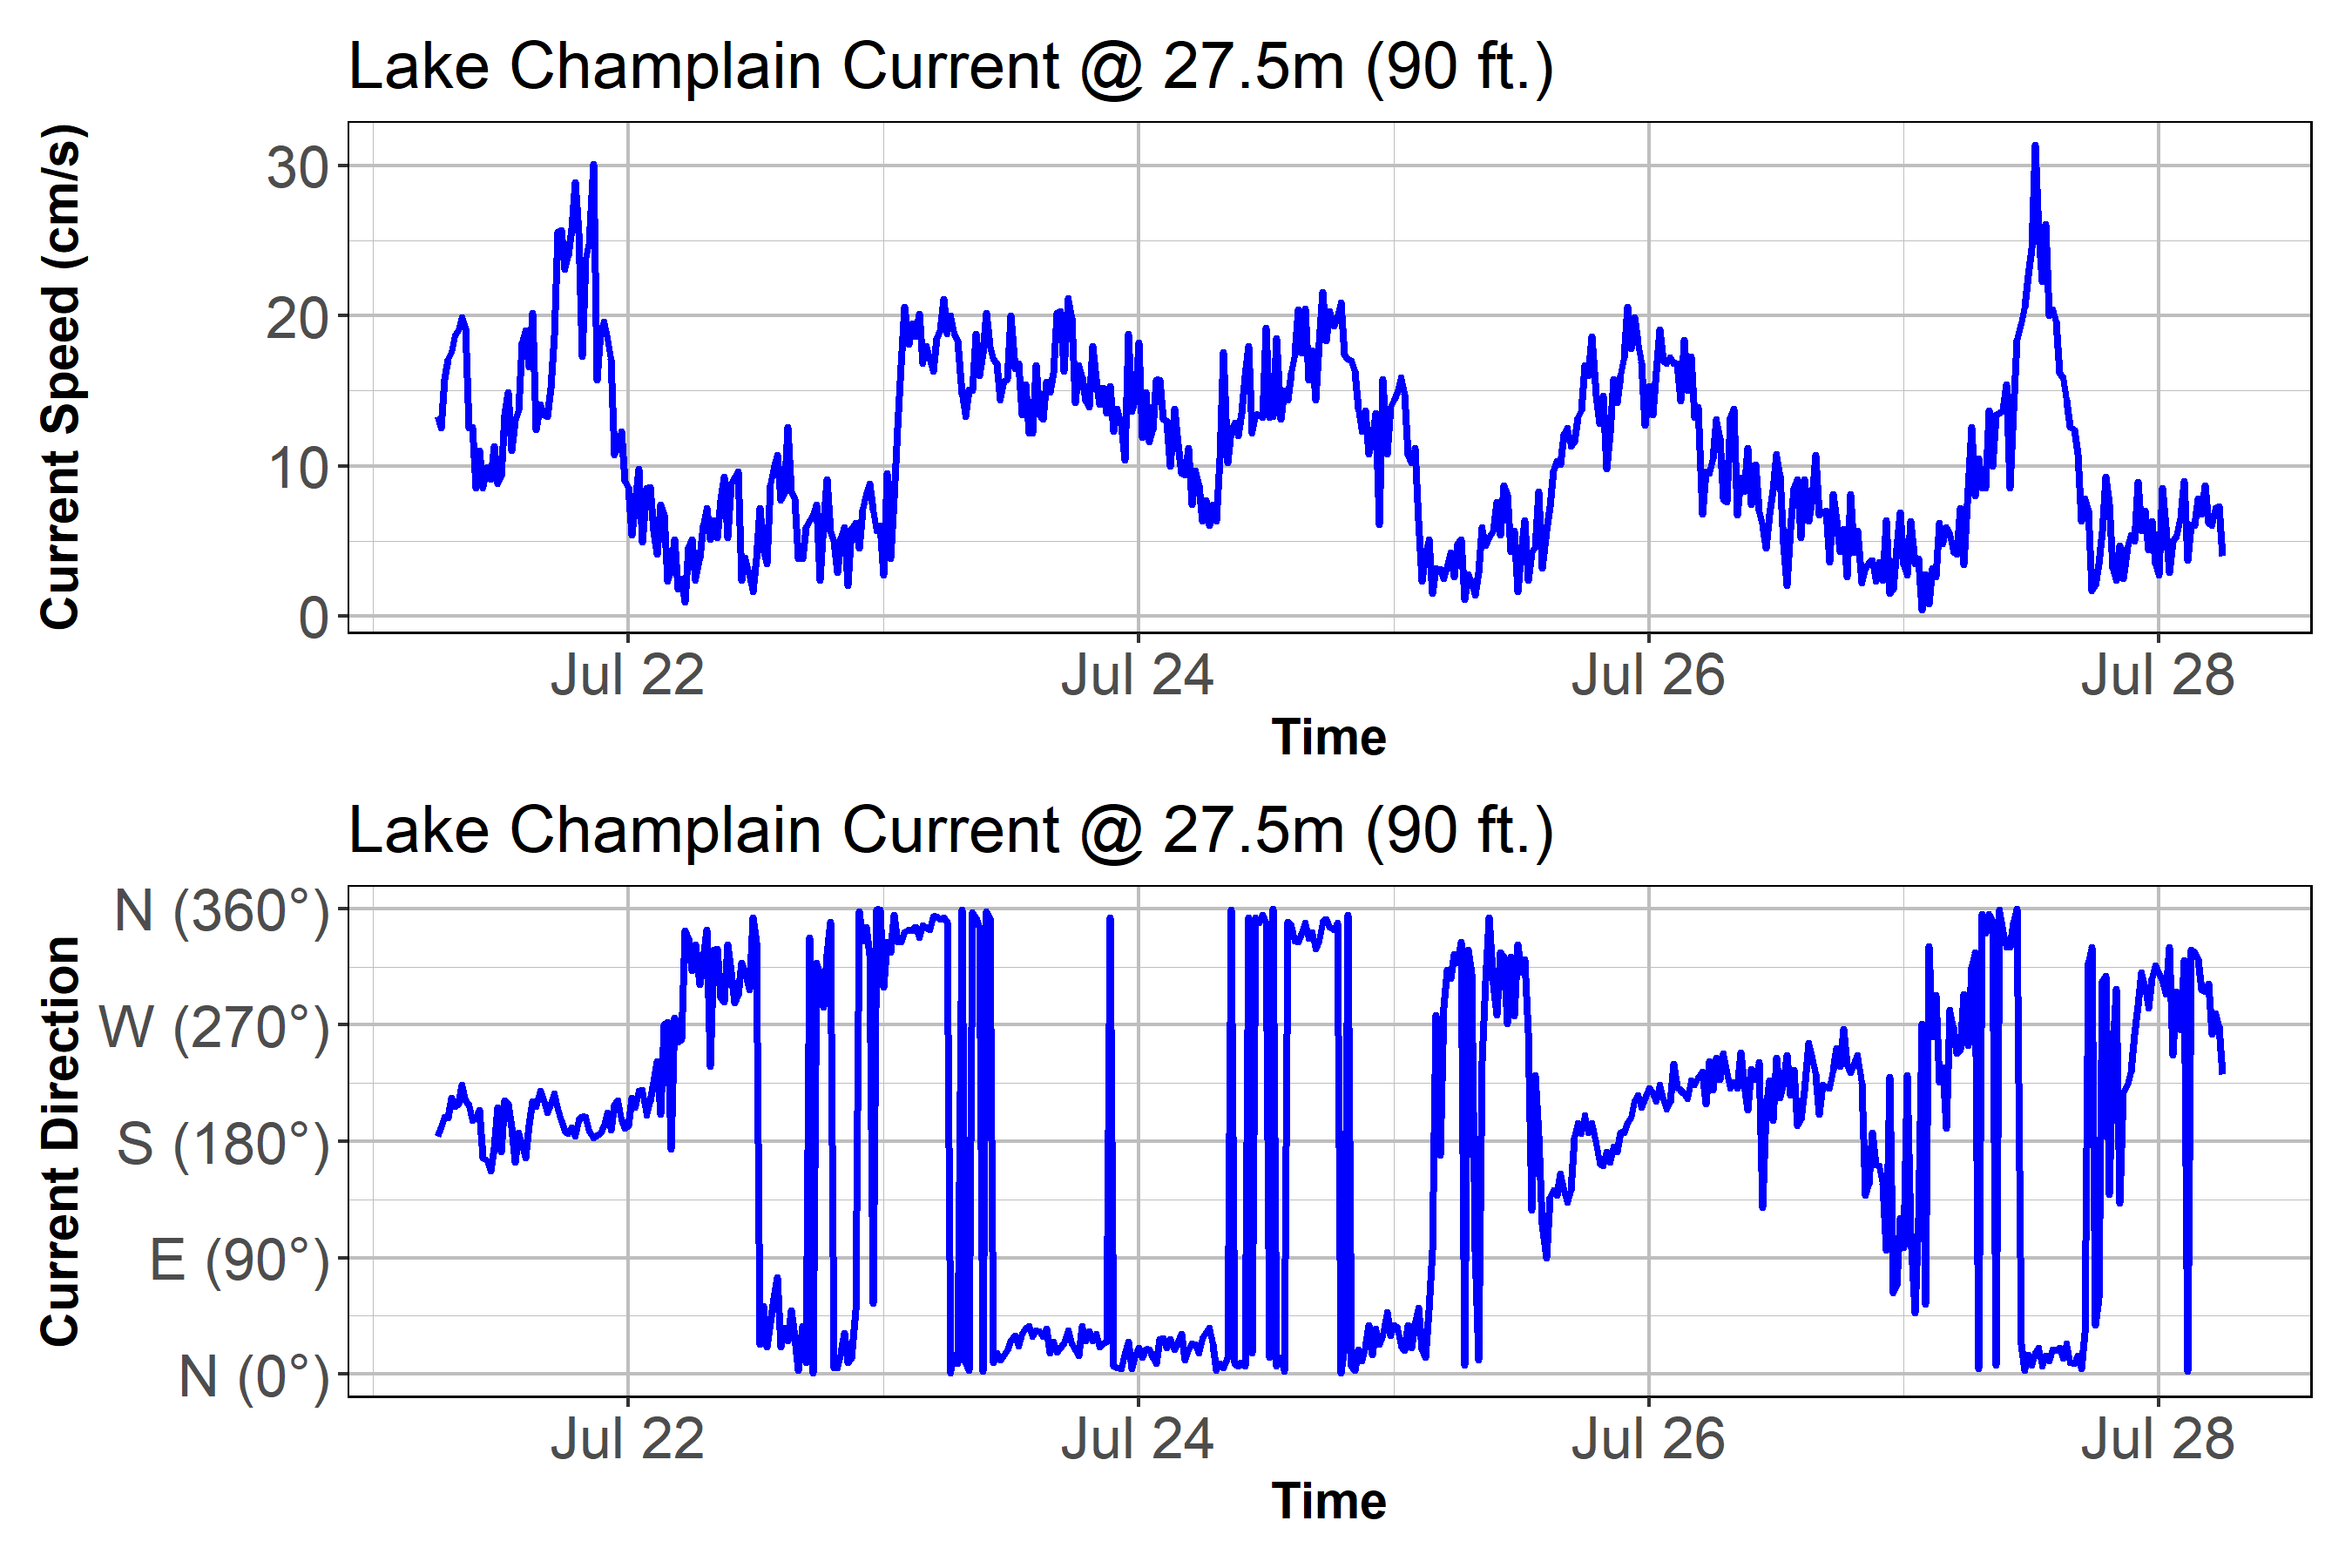 Lake Champlain Current @ 27.5m (90 ft.)
Current Speed (cm/s)
30
20
10
0
Jul 22 Jul 24 Jul 26 Jul 28
Time
Lake Champlain Current @ 27.5m (90 ft.)
Current Direction
N (360°)
W (270°)
S (180°)
E (90°)
N (0°)
Jul 22 Jul 24 Jul 26 Jul 28
Time